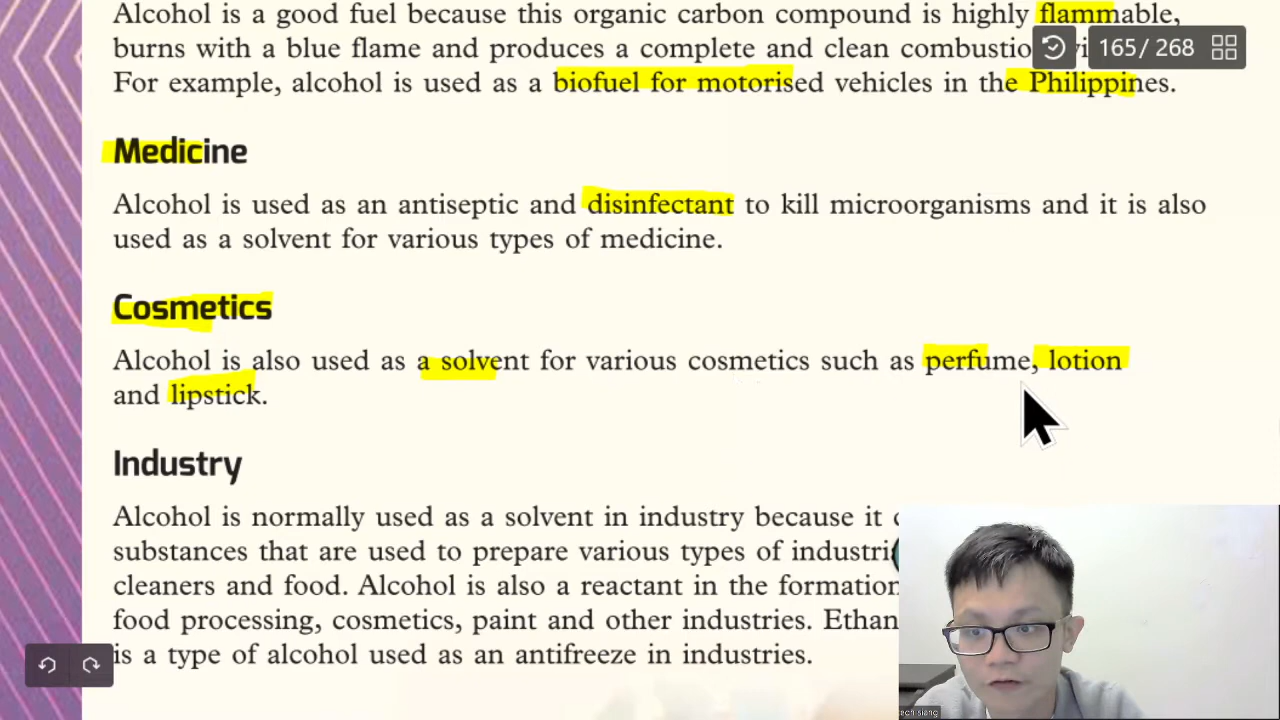 Alcohol is a good fuel because this organic carbon compound is highly flammable,
burns with a blue flame and produces a complete and clean
165/ 268
For example, alcohol is used as a biofuel for motorised vehicles in the Philippines.
Medicine
Alcohol is used as an antiseptic and disinfectant to kill microorganisms and it is also
used as a solvent for various types of medicine.
Cosmetics
Alcohol is also used as a solvent for various cosmetics such as perfume, lotion
and lipstick.
Industry
Alcohol is normally used as a solvent in industry because it
substances that are used to prepare various types of
cleaners and food. Alcohol is also a reactant in the formation
food processing, cosmetics, paint and other industries.
is a type of alcohol used as an antifreeze in industries.